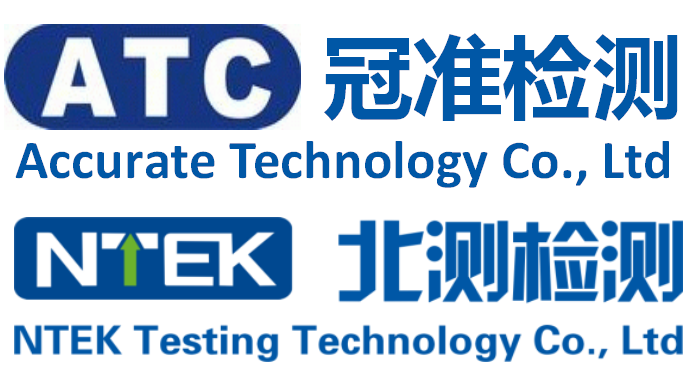 ATC 冠准检测
Accurate Technology Co., Ltd
NTEK 北测检测
NTEK Testing Technology Co., Ltd